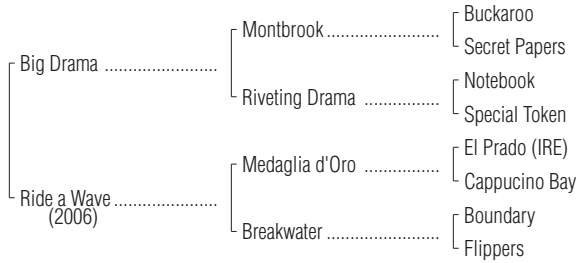 Buckaroo
Montbrook ..........................
Secret Papers
Big Drama ..........................
Notebook
Riveting Drama .................
Special Token
El Prado (IRE)
Medaglia d'Oro .................
Cappucino Bay
Ride a Wave ........................
(2006)
Boundary
Breakwater ...........................
Flippers